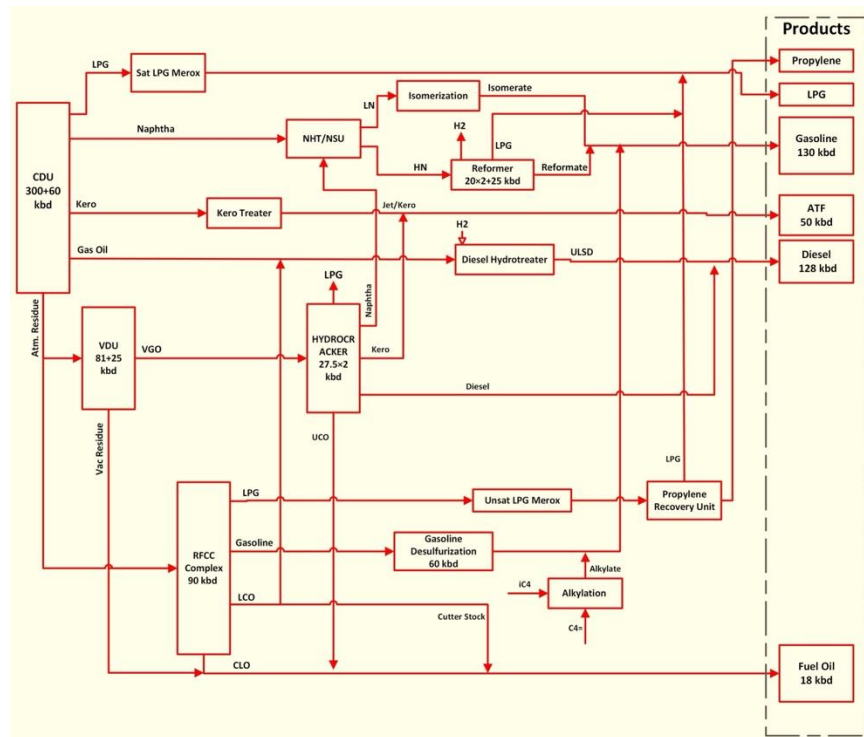 Products
LPG
Sat LPG Merox
Propylene
LPG
LN
Isomerization
Isomerate
Naphtha
NHT/NSU
H2
LPG
Gasoline
130 kbd
CDU
300+60
kbd
HN
Reformer
20×2+25 kbd
Reformate
Kero
Kero Treater
Jet/Kero
ATF
50 kbd
H2
Gas Oil
Diesel Hydrotreater
ULSD
Diesel
128 kbd
LPG
Naphtha
Atm. Residue
VDU
81+25
kbd
VGO
HYDROCR
ACKER
27.5×2
kbd
Kero
Diesel
UCO
Vac Residue
LPG
Unsat LPG Merox
LPG
Propylene
Recovery Unit
RFCC
Complex
90 kbd
Gasoline
Gasoline
Desulfurization
60 kbd
Alkylate
iC4
Alkylation
C4=
LCO
Cutter Stock
CLO
Fuel Oil
18 kbd